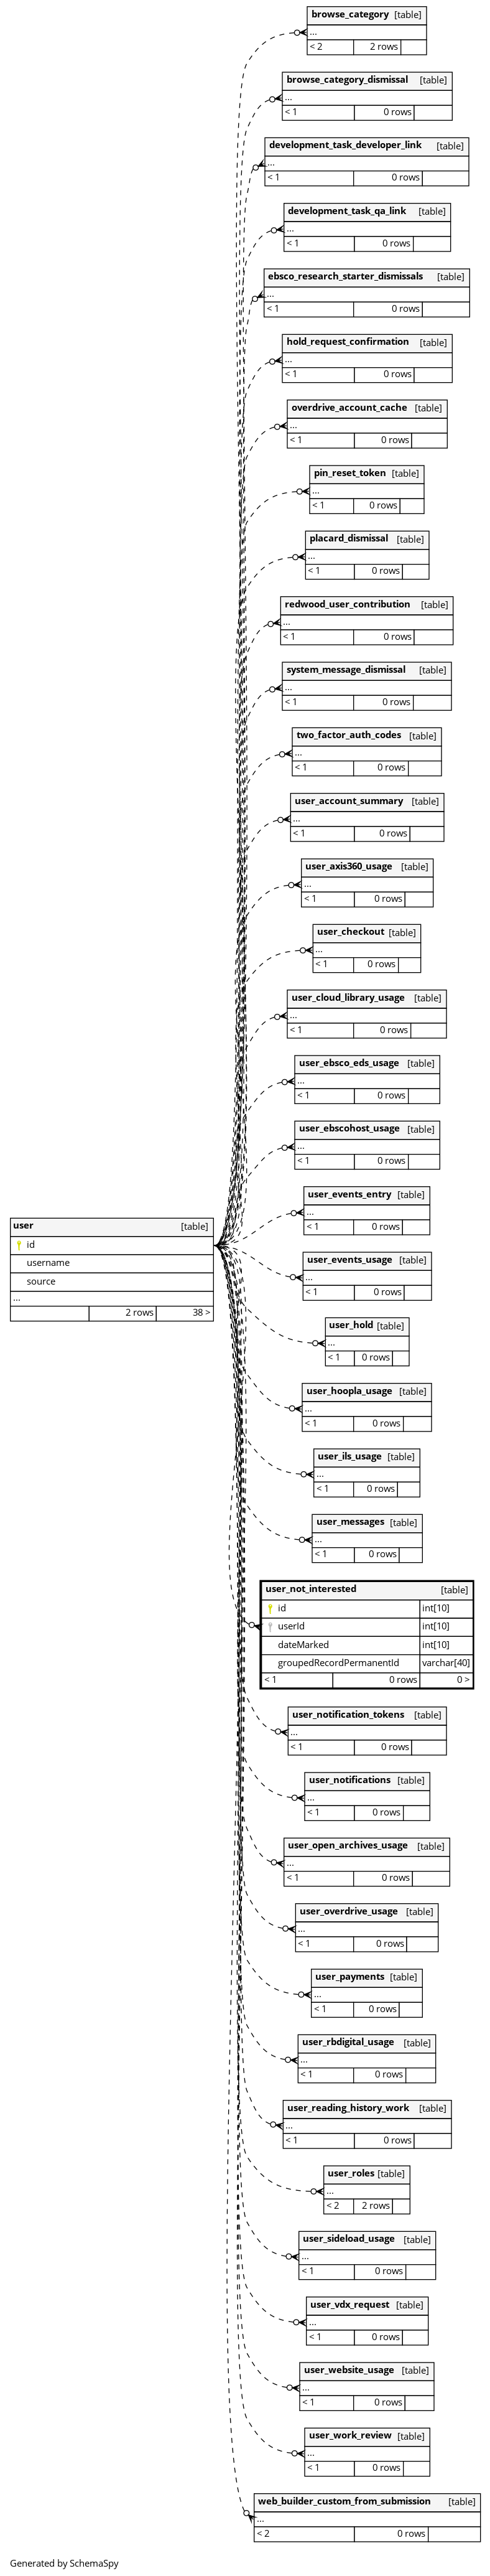 browse_category [table]
...
< 2 2 rows
browse_category_dismissal [table]
...
< 1 0 rows
development_task_developer_link [table]
...
< 1 0 rows
development_task_qa_link [table]
...
< 1 0 rows
ebsco_research_starter_dismissals [table]
...
< 1 0 rows
hold_request_confirmation [table]
...
< 1 0 rows
overdrive_account_cache [table]
...
< 1 0 rows
pin_reset_token [table]
...
< 1 0 rows
placard_dismissal [table]
...
< 1 0 rows
redwood_user_contribution [table]
...
< 1 0 rows
system_message_dismissal [table]
...
< 1 0 rows
two_factor_auth_codes [table]
...
< 1 0 rows
user_account_summary [table]
...
< 1 0 rows
user_axis360_usage [table]
...
< 1 0 rows
user_checkout [table]
...
< 1 0 rows
user_cloud_library_usage [table]
...
< 1 0 rows
user_ebsco_eds_usage [table]
...
< 1 0 rows
user_ebscohost_usage [table]
...
< 1 0 rows
user_events_entry [table]
...
< 1 0 rows
user [table]
id
username
source
...
2 rows 38 >
user_events_usage [table]
...
< 1 0 rows
user_hold [table]
...
< 1 0 rows
user_hoopla_usage [table]
...
< 1 0 rows
user_ils_usage [table]
...
< 1 0 rows
user_messages [table]
...
< 1 0 rows
user_not_interested [table]
id int[10]
userId int[10]
dateMarked int[10]
groupedRecordPermanentId varchar[40]
< 1 0 rows 0 >
user_notification_tokens [table]
...
< 1 0 rows
user_notifications [table]
...
< 1 0 rows
user_open_archives_usage [table]
...
< 1 0 rows
user_overdrive_usage [table]
...
< 1 0 rows
user_payments [table]
...
< 1 0 rows
user_rbdigital_usage [table]
...
< 1 0 rows
user_reading_history_work [table]
...
< 1 0 rows
user_roles [table]
...
< 2 2 rows
user_sideload_usage [table]
...
< 1 0 rows
user_vdx_request [table]
...
< 1 0 rows
user_website_usage [table]
...
< 1 0 rows
user_work_review [table]
...
< 1 0 rows
web_builder_custom_from_submission [table]
...
< 2 0 rows
Generated by SchemaSpy